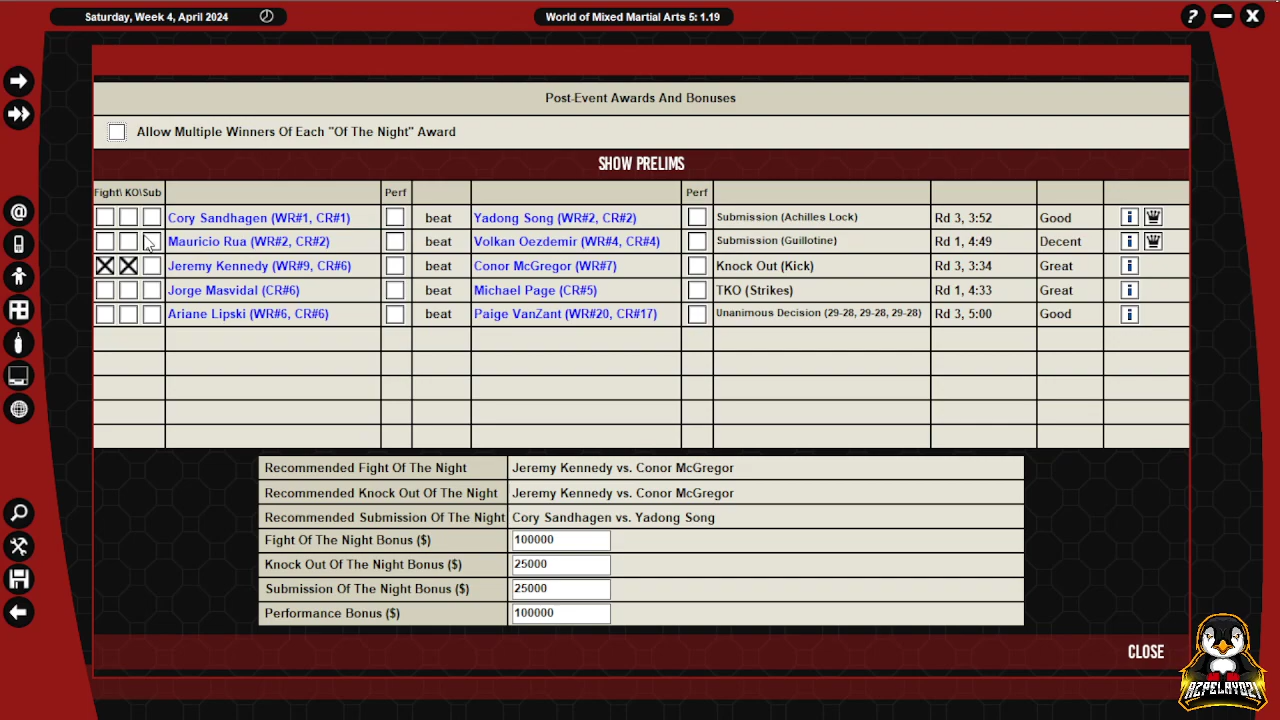 Saturday, Week 4, April 2024
World of Mixed Martial Arts 5: 1.19
?
Post-Event Awards And Bonuses
Allow Multiple Winners Of Each "Of The Night" Award
SHOW PRELIMS
Fight\ KO\Sub Perf Perf
Cory Sandhagen (WR#1, CR#1) beat Yadong Song (WR#2, CR#2) Submission (Achilles Lock) Rd 3, 3:52 Good i
Mauricio Rua (WR#2, CR#2) beat Volkan Oezdemir (WR#4, CR#4) Submission (Guillotine) Rd 1, 4:49 Decent i
Jeremy Kennedy (WR#9, CR#6) beat Conor McGregor (WR#7) Knock Out (Kick) Rd 3, 3:34 Great i
Jorge Masvidal (CR#6) beat Michael Page (CR#5) TKO (Strikes) Rd 1, 4:33 Great i
Ariane Lipski (WR#6, CR#6) beat Paige VanZant (WR#20, CR#17) Unanimous Decision (29-28, 29-28, 29-28) Rd 3, 5:00 Good i
Recommended Fight Of The Night Jeremy Kennedy vs. Conor McGregor
Recommended Knock Out Of The Night Jeremy Kennedy vs. Conor McGregor
Recommended Submission Of The Night Cory Sandhagen vs. Yadong Song
Fight Of The Night Bonus ($) 100000
Knock Out Of The Night Bonus ($) 25000
Submission Of The Night Bonus ($) 25000
Performance Bonus ($) 100000
CLOSE
AZPELAYO21